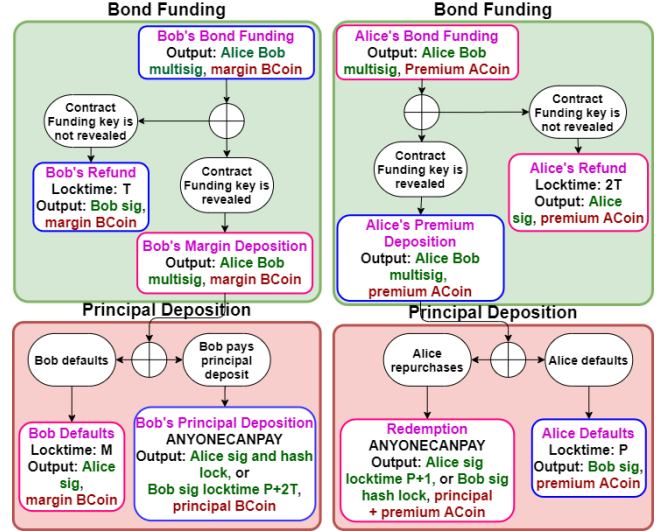 Bond Funding
Bob's Bond Funding
Output: Alice Bob
multisig, margin BCoin
Contract
Funding key is
not revealed
Bob's Refund
Locktime: T
Output: Bob sig,
margin BCoin
Contract
Funding key is
revealed
Bob's Margin Deposition
Output: Alice Bob
multisig, margin BCoin
Bond Funding
Alice's Bond Funding
Output: Alice Bob
multisig, Premium ACoin
Contract
Funding key is
not revealed
Contract
Funding key is
revealed
Alice's Refund
Locktime: 2T
Output: Alice
sig, premium ACoin
Alice's Premium
Deposition
Output: Alice Bob
multisig,
premium ACoin
Principal Deposition
Bob defaults
Bob pays
principal
deposit
Bob Defaults
Locktime: M
Output: Alice
sig,
margin BCoin
Bob's Principal Deposition
ANYONECANPAY
Output: Alice sig and hash
lock, or
Bob sig locktime P+2T,
principal BCoin
Principal Deposition
Alice
repurchases
Alice defaults
Redemption
ANYONECANPAY
Output: Alice sig
locktime P+1, or Bob sig
hash lock, principal
+ premium ACoin
Alice Defaults
Locktime: P
Output: Bob sig,
premium ACoin